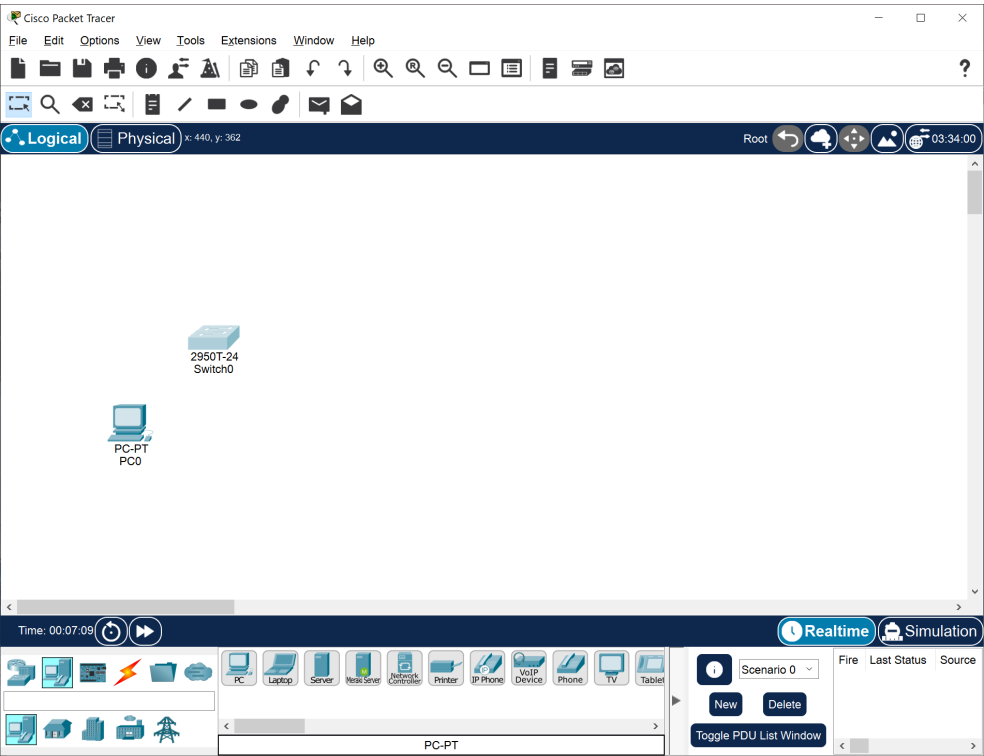 Cisco Packet Tracer
File Edit Options View Tools Extensions Window Help
Logical Physical x: 440, y: 362 Root 03:34:00
2950T-24
Switch0
PC-PT
PC0
Time: 00:07:09 Realtime Simulation
PC Laptop Server Meraki Server Network Controller Printer IP Phone VoIP Device Phone TV Tablet
PC-PT
Scenario 0
New Delete
Toggle PDU List Window
Fire Last Status Source